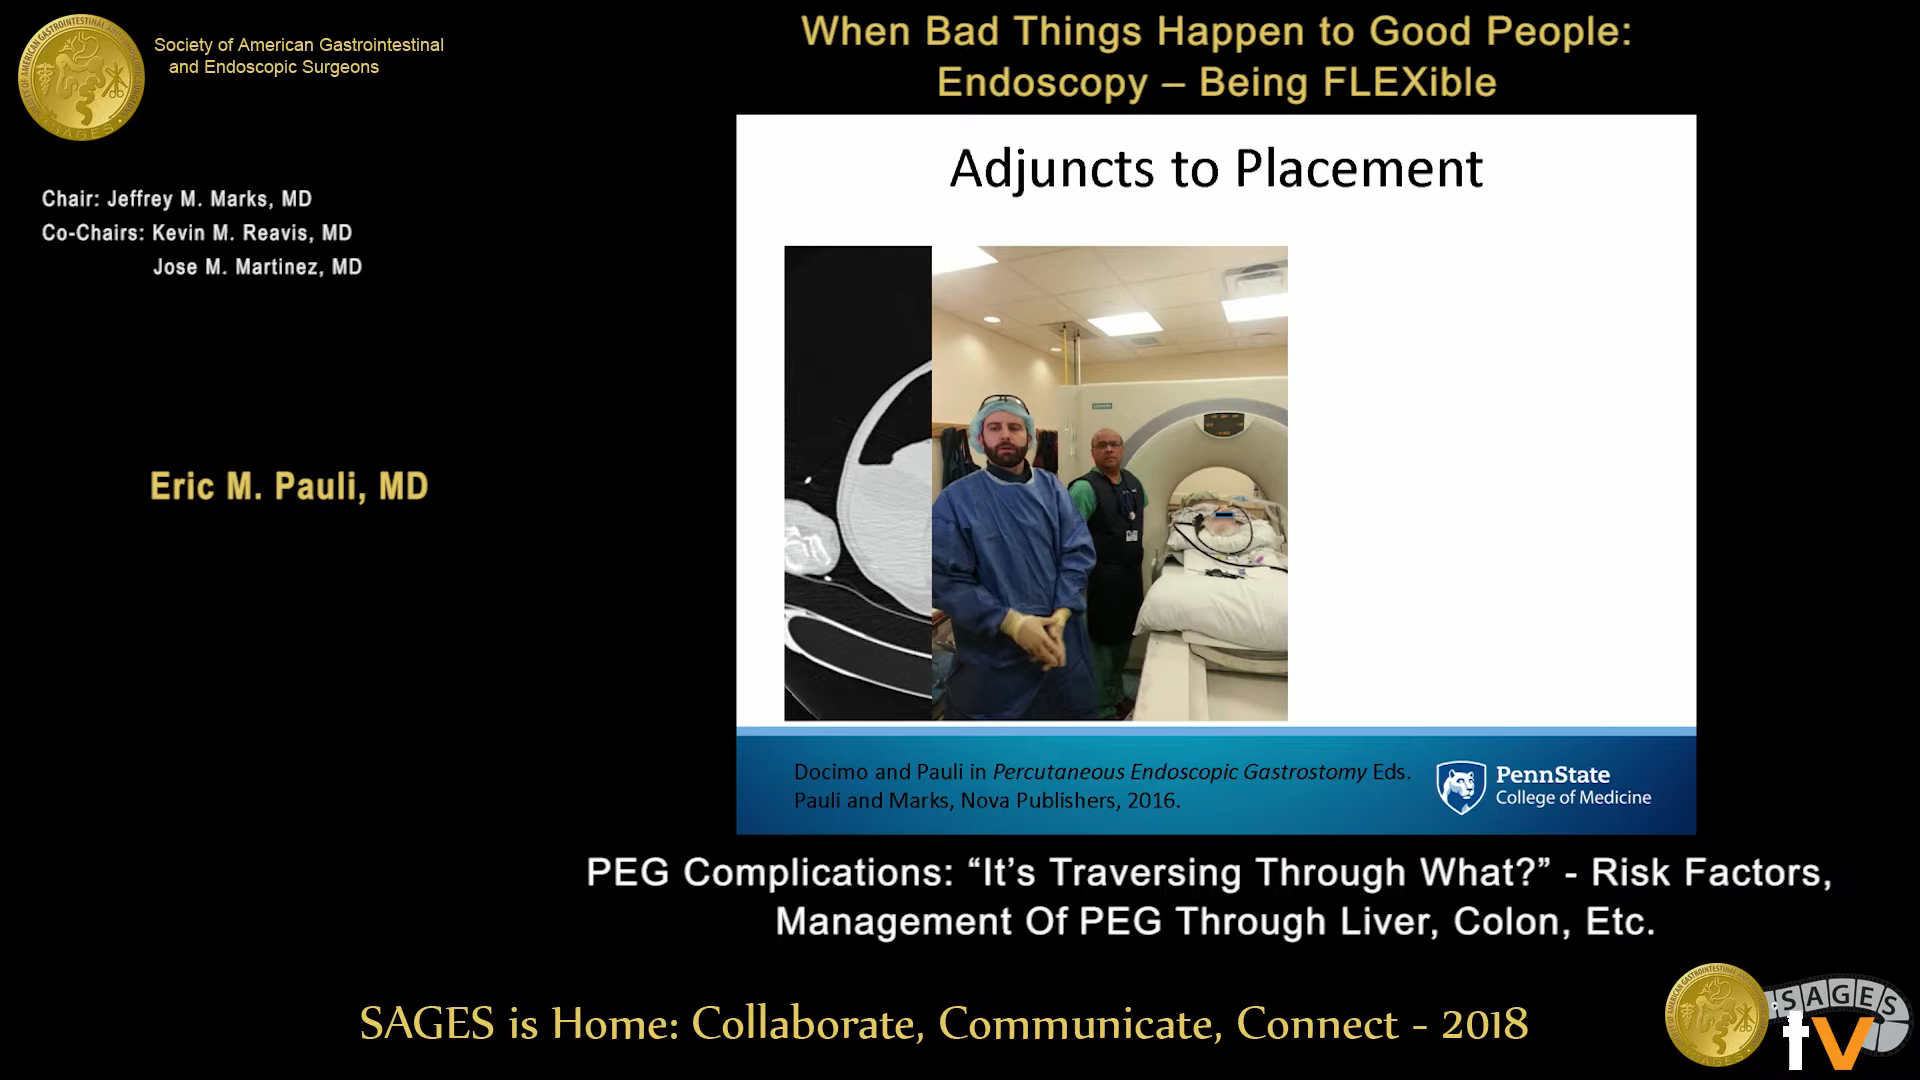 Society of American Gastrointestinal
and Endoscopic Surgeons
When Bad Things Happen to Good People:
Endoscopy – Being FLEXible
Chair: Jeffrey M. Marks, MD
Co-Chairs: Kevin M. Reavis, MD
Jose M. Martinez, MD
Eric M. Pauli, MD
Adjuncts to Placement
Docimo and Pauli in Percutaneous Endoscopic Gastrostomy Eds.
Pauli and Marks, Nova Publishers, 2016.
PennState
College of Medicine
PEG Complications: “It’s Traversing Through What?” - Risk Factors,
Management Of PEG Through Liver, Colon, Etc.
SAGES is Home: Collaborate, Communicate, Connect - 2018
SAGES
tV